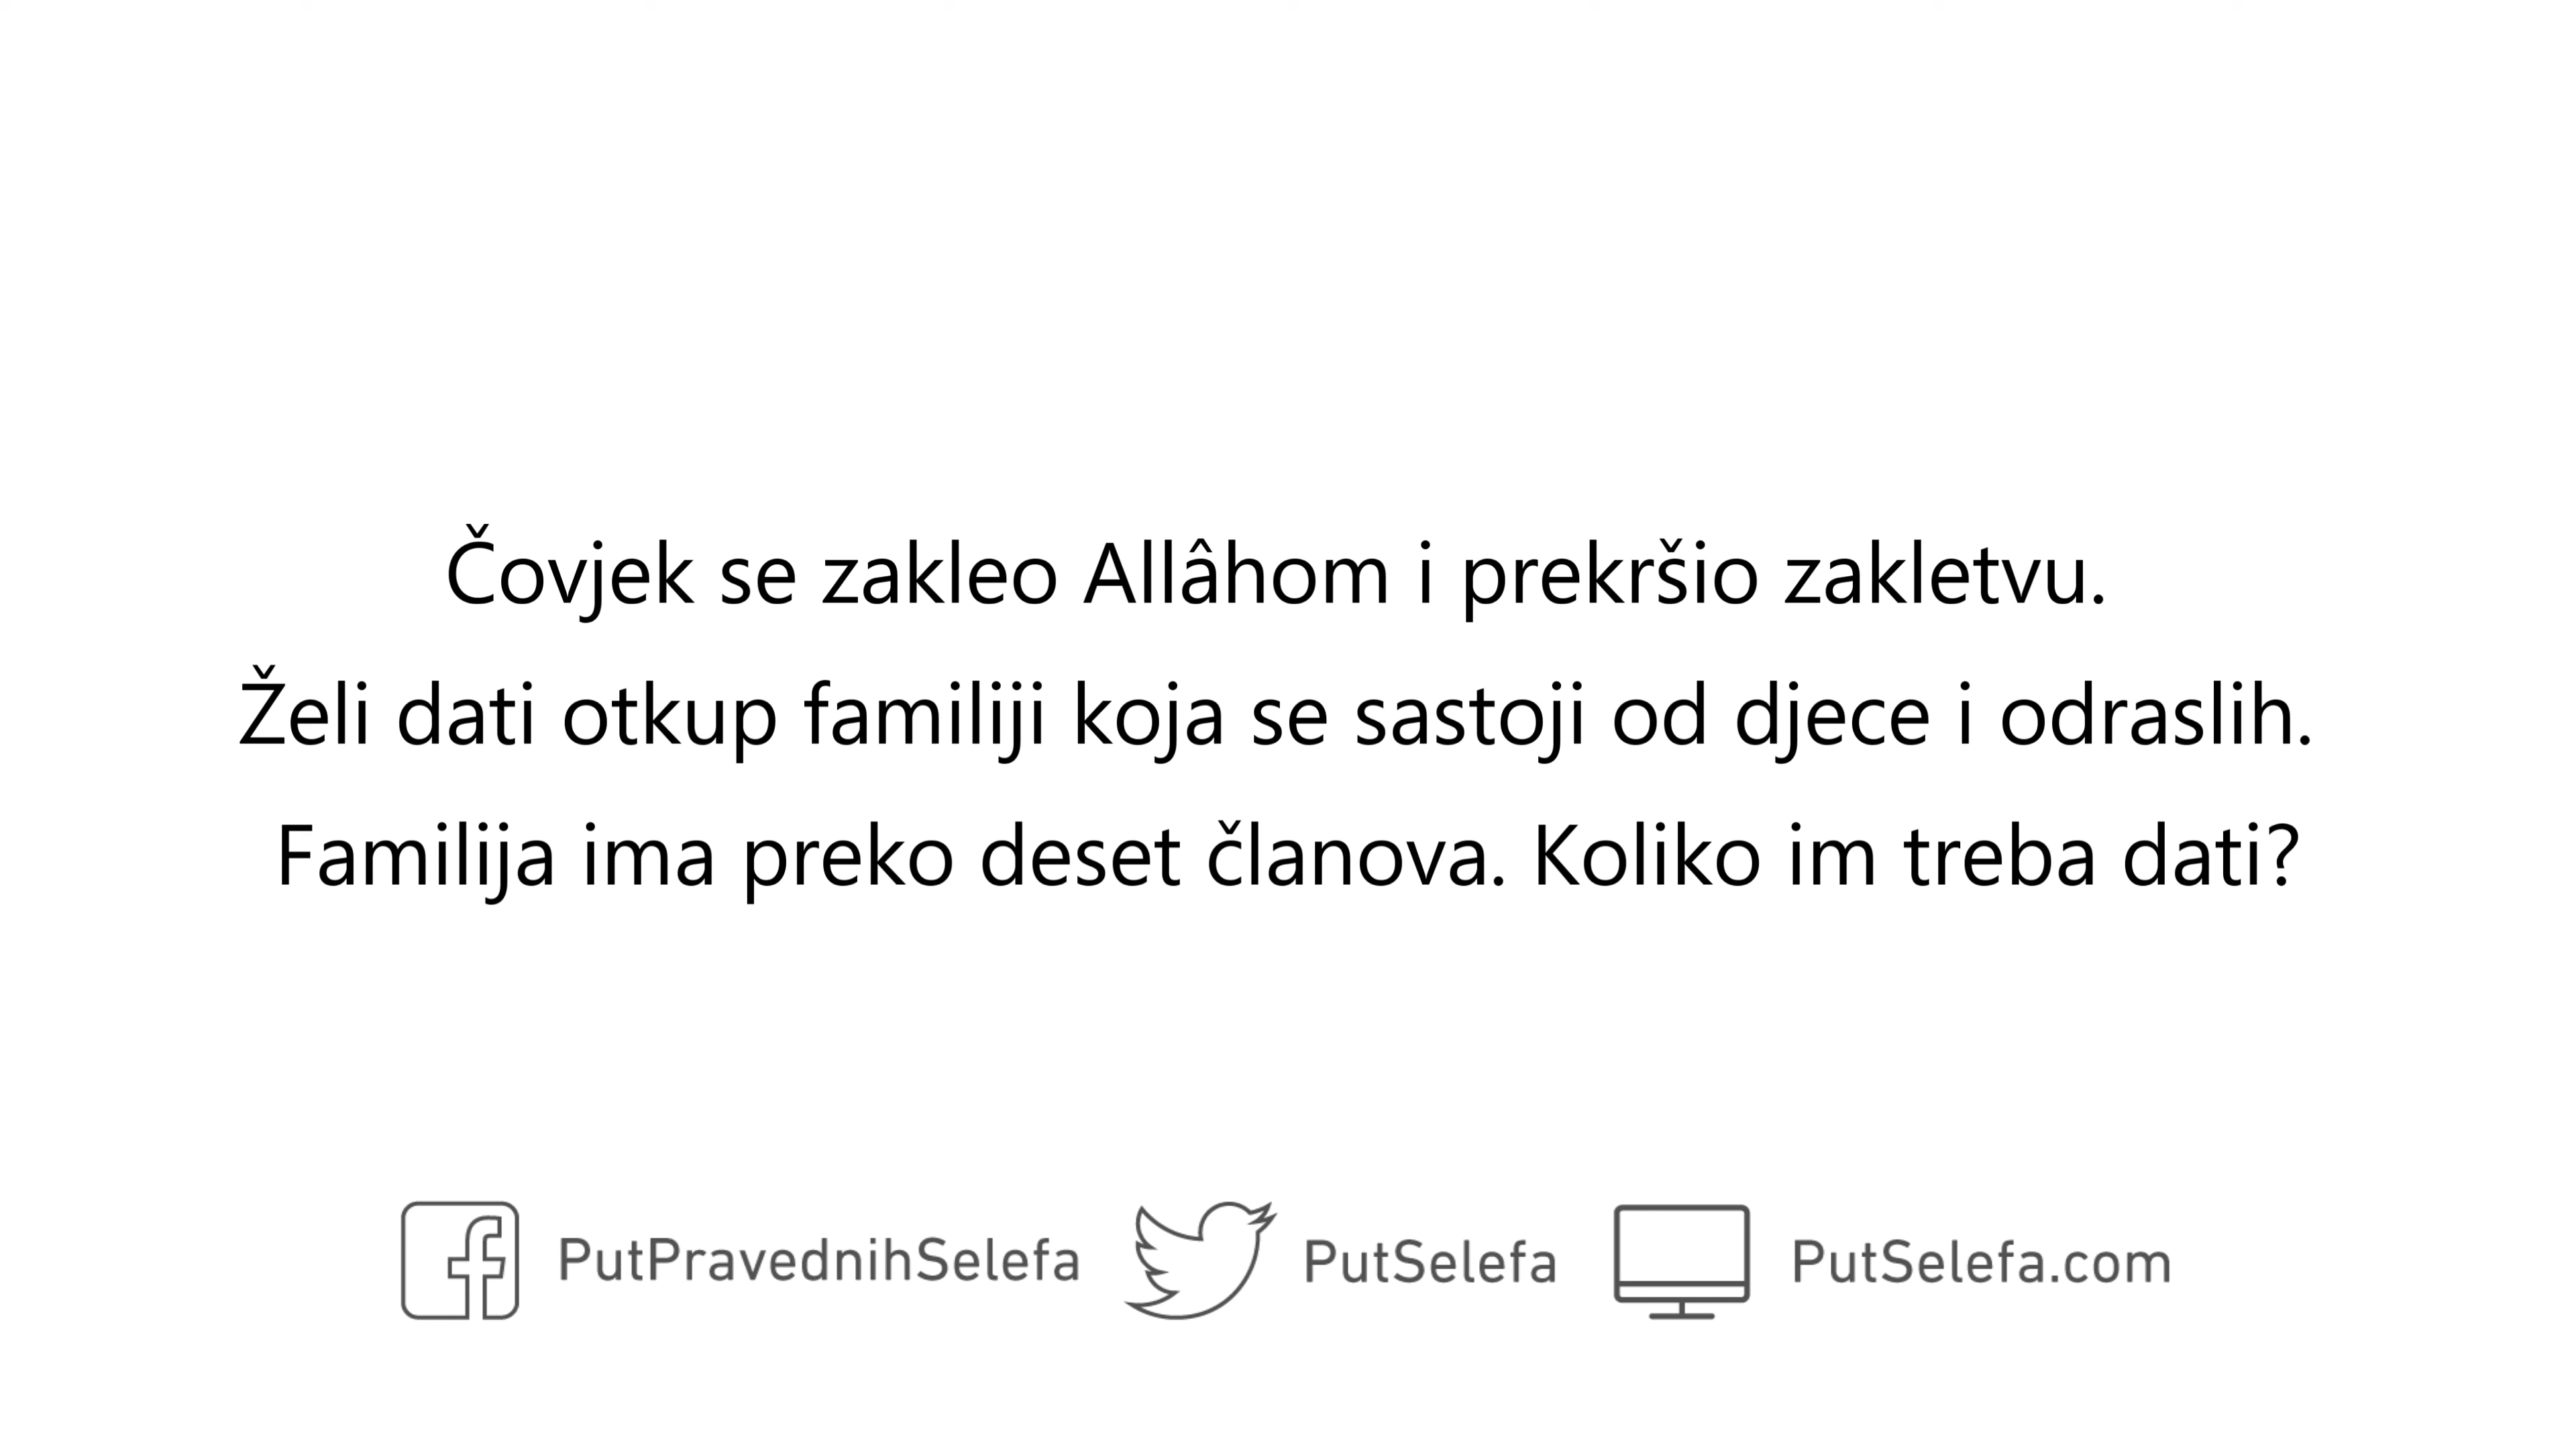 Čovjek se zakleo Allâhom i prekršio zakletvu.
Želi dati otkup familiji koja se sastoji od djece i odraslih.
Familija ima preko deset članova. Koliko im treba dati?
PutPravednihSelefa PutSelefa PutSelefa.com